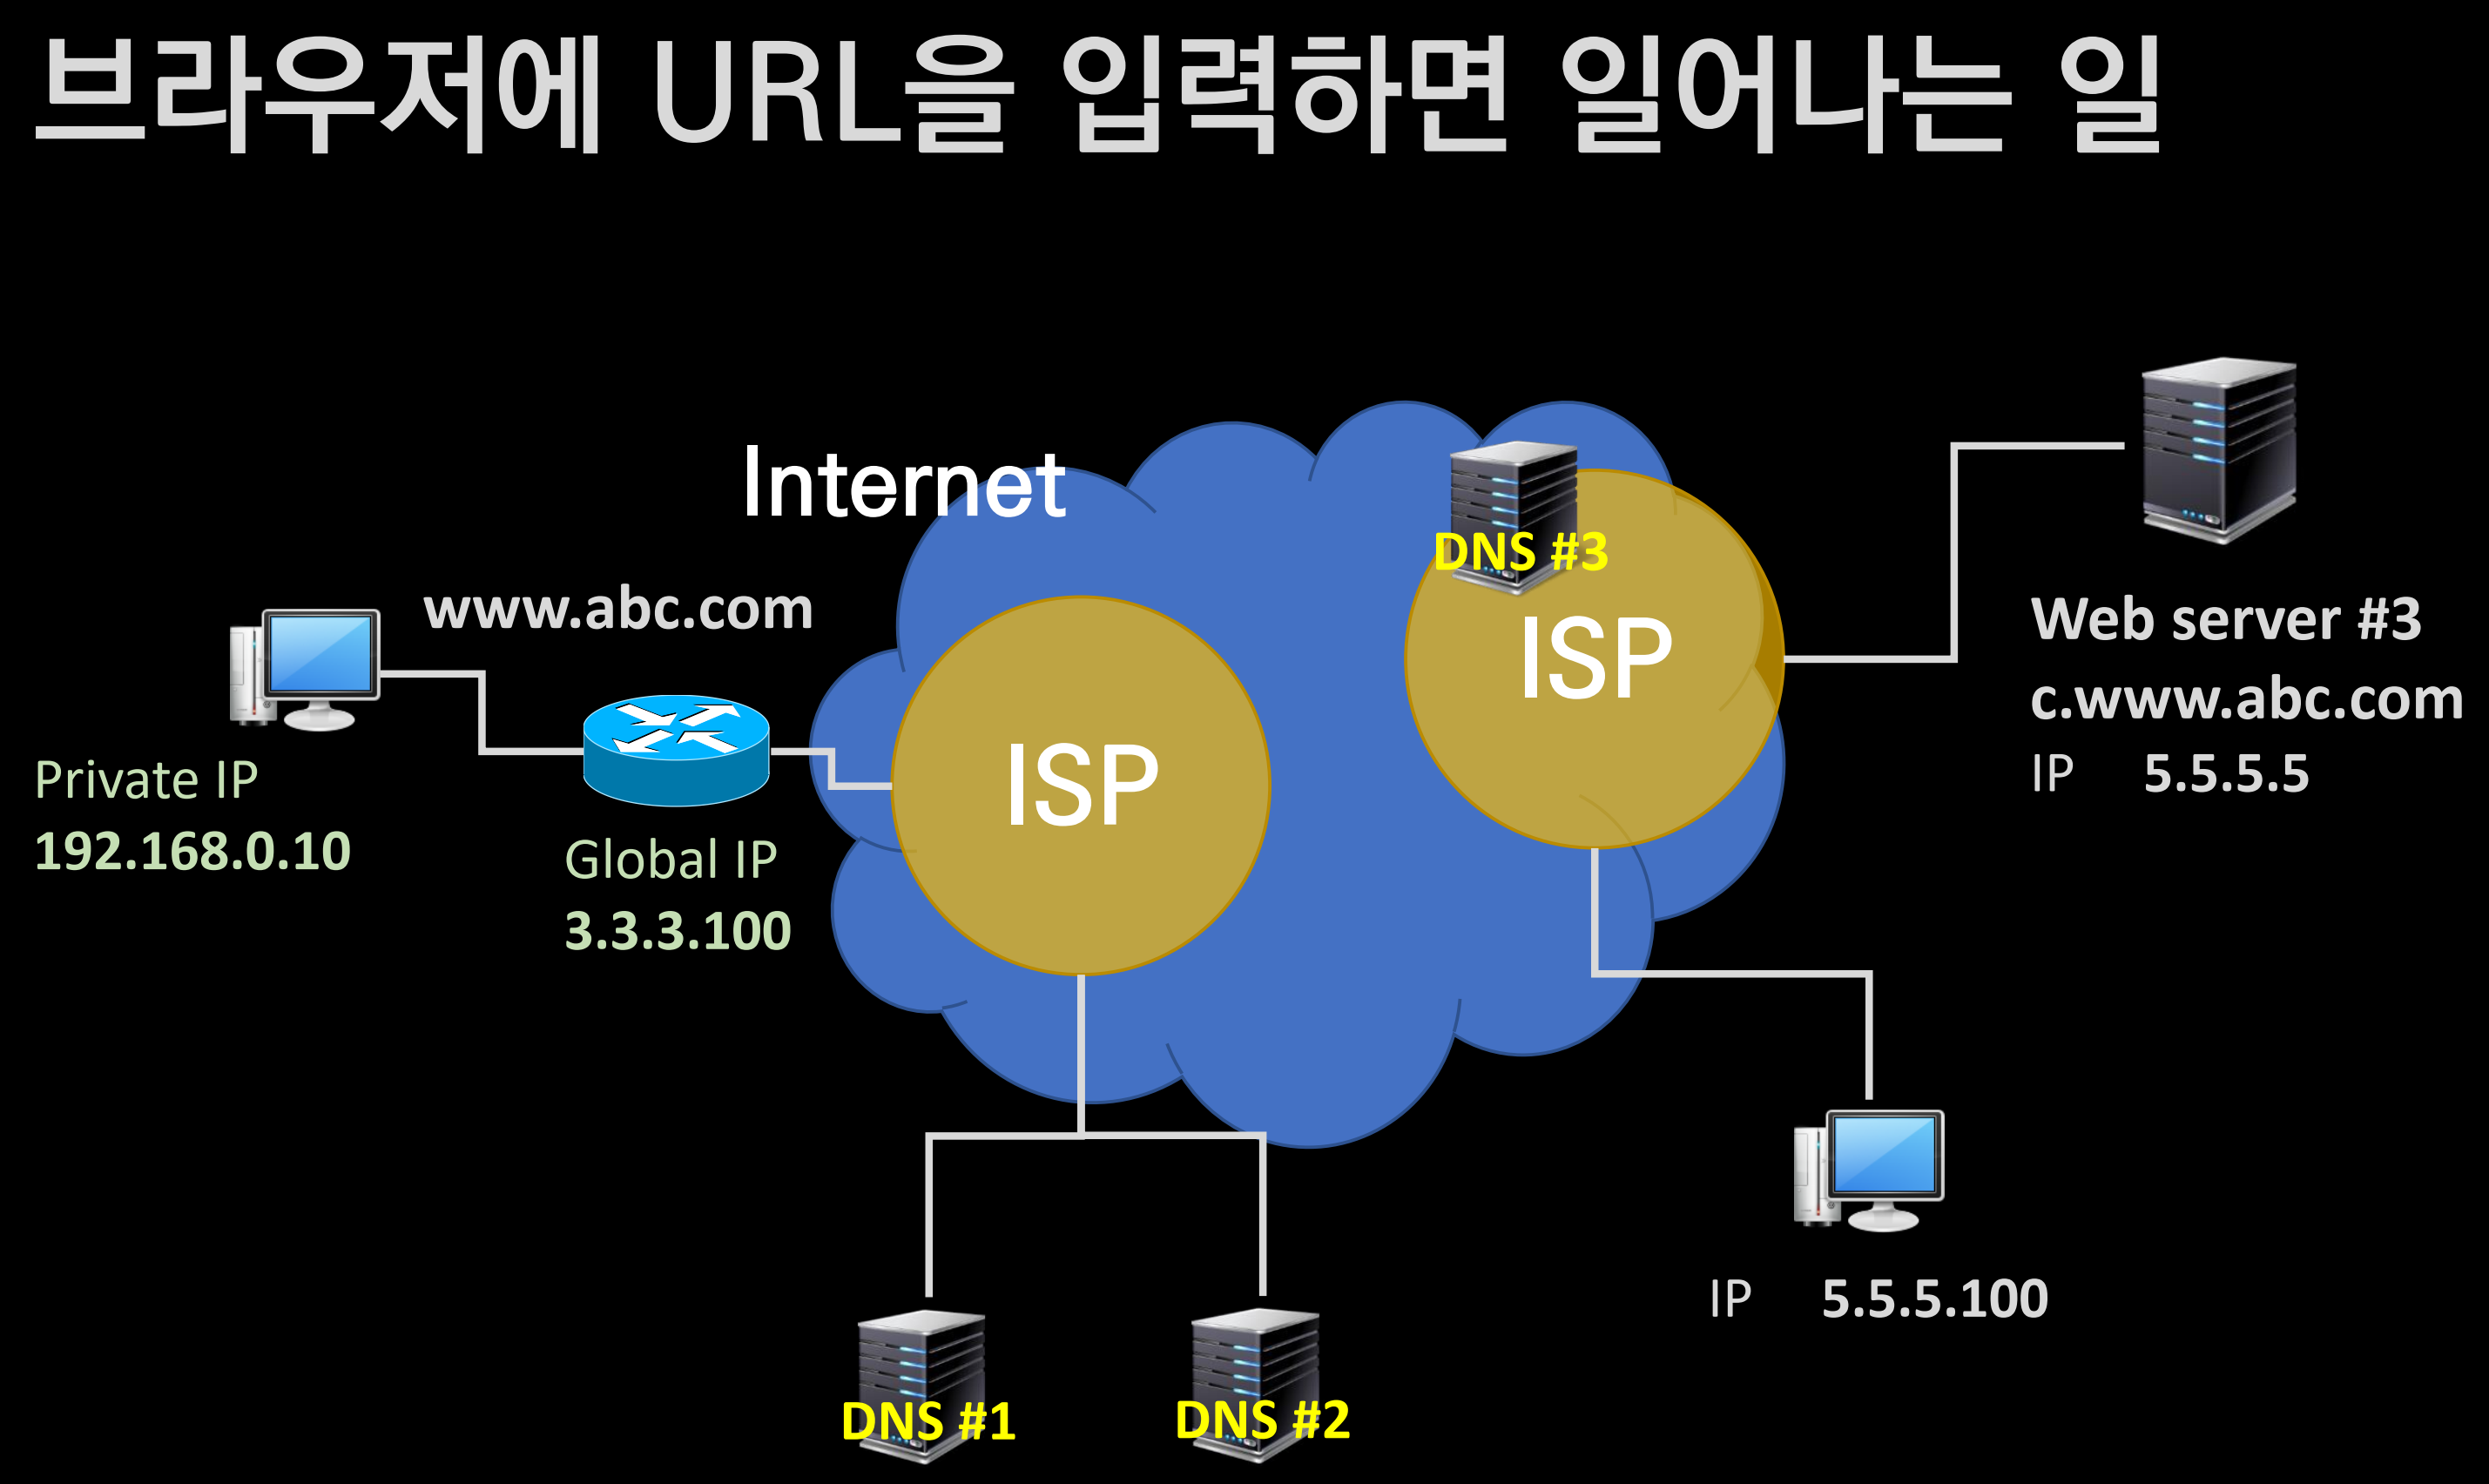 브라우저에 URL을 입력하면 일어나는 일
Internet
www.abc.com
Private IP
192.168.0.10
Global IP
3.3.3.100
ISP
DNS #3
ISP
Web server #3
c.www.abc.com
IP 5.5.5.5
IP 5.5.5.100
DNS #1
DNS #2